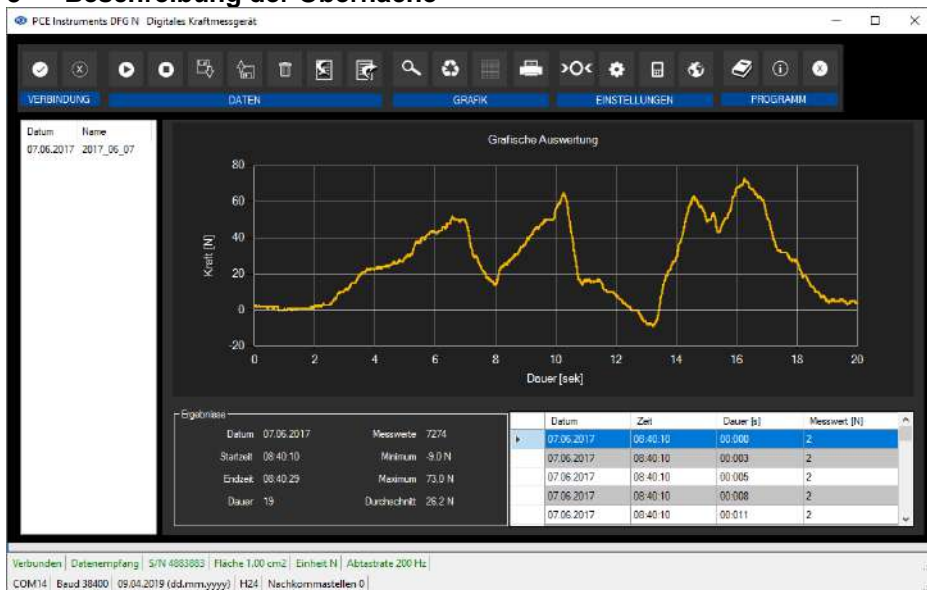 Beschreibung der Oberfläche
PCE Instruments DFG N Digitales Kraftmessgerät
VERBINDUNG DATEN GRAFIK EINSTELLUNGEN PROGRAMM
Datum Name
07.06.2017 2017_06_07
Grafische Auswertung
80
60
40
20
0
-20
Kraft [N]
0 2 4 6 8 10 12 14 16 18 20
Dauer [sek]
Ergebnisse
Datum 07.06.2017 Messwerte 7274
Startzeit 08:40:10 Minimum -9,0 N
Endzeit 08:40:29 Maximum 73,0 N
Dauer 19 Durchschnitt 26,2 N
Datum Zeit Dauer [s] Messwert [N]
07.06.2017 08:40:10 00:000 2
07.06.2017 08:40:10 00:003 2
07.06.2017 08:40:10 00:005 2
07.06.2017 08:40:10 00:008 2
07.06.2017 08:40:10 00:011 2
Verbunden Datenempfang S/N 4883883 Fläche 1.00 cm2 Einheit N Abtastrate 200 Hz
COM14 Baud 38400 09.04.2019 (dd.mm.yyyy) H24 Nachkommastellen 0